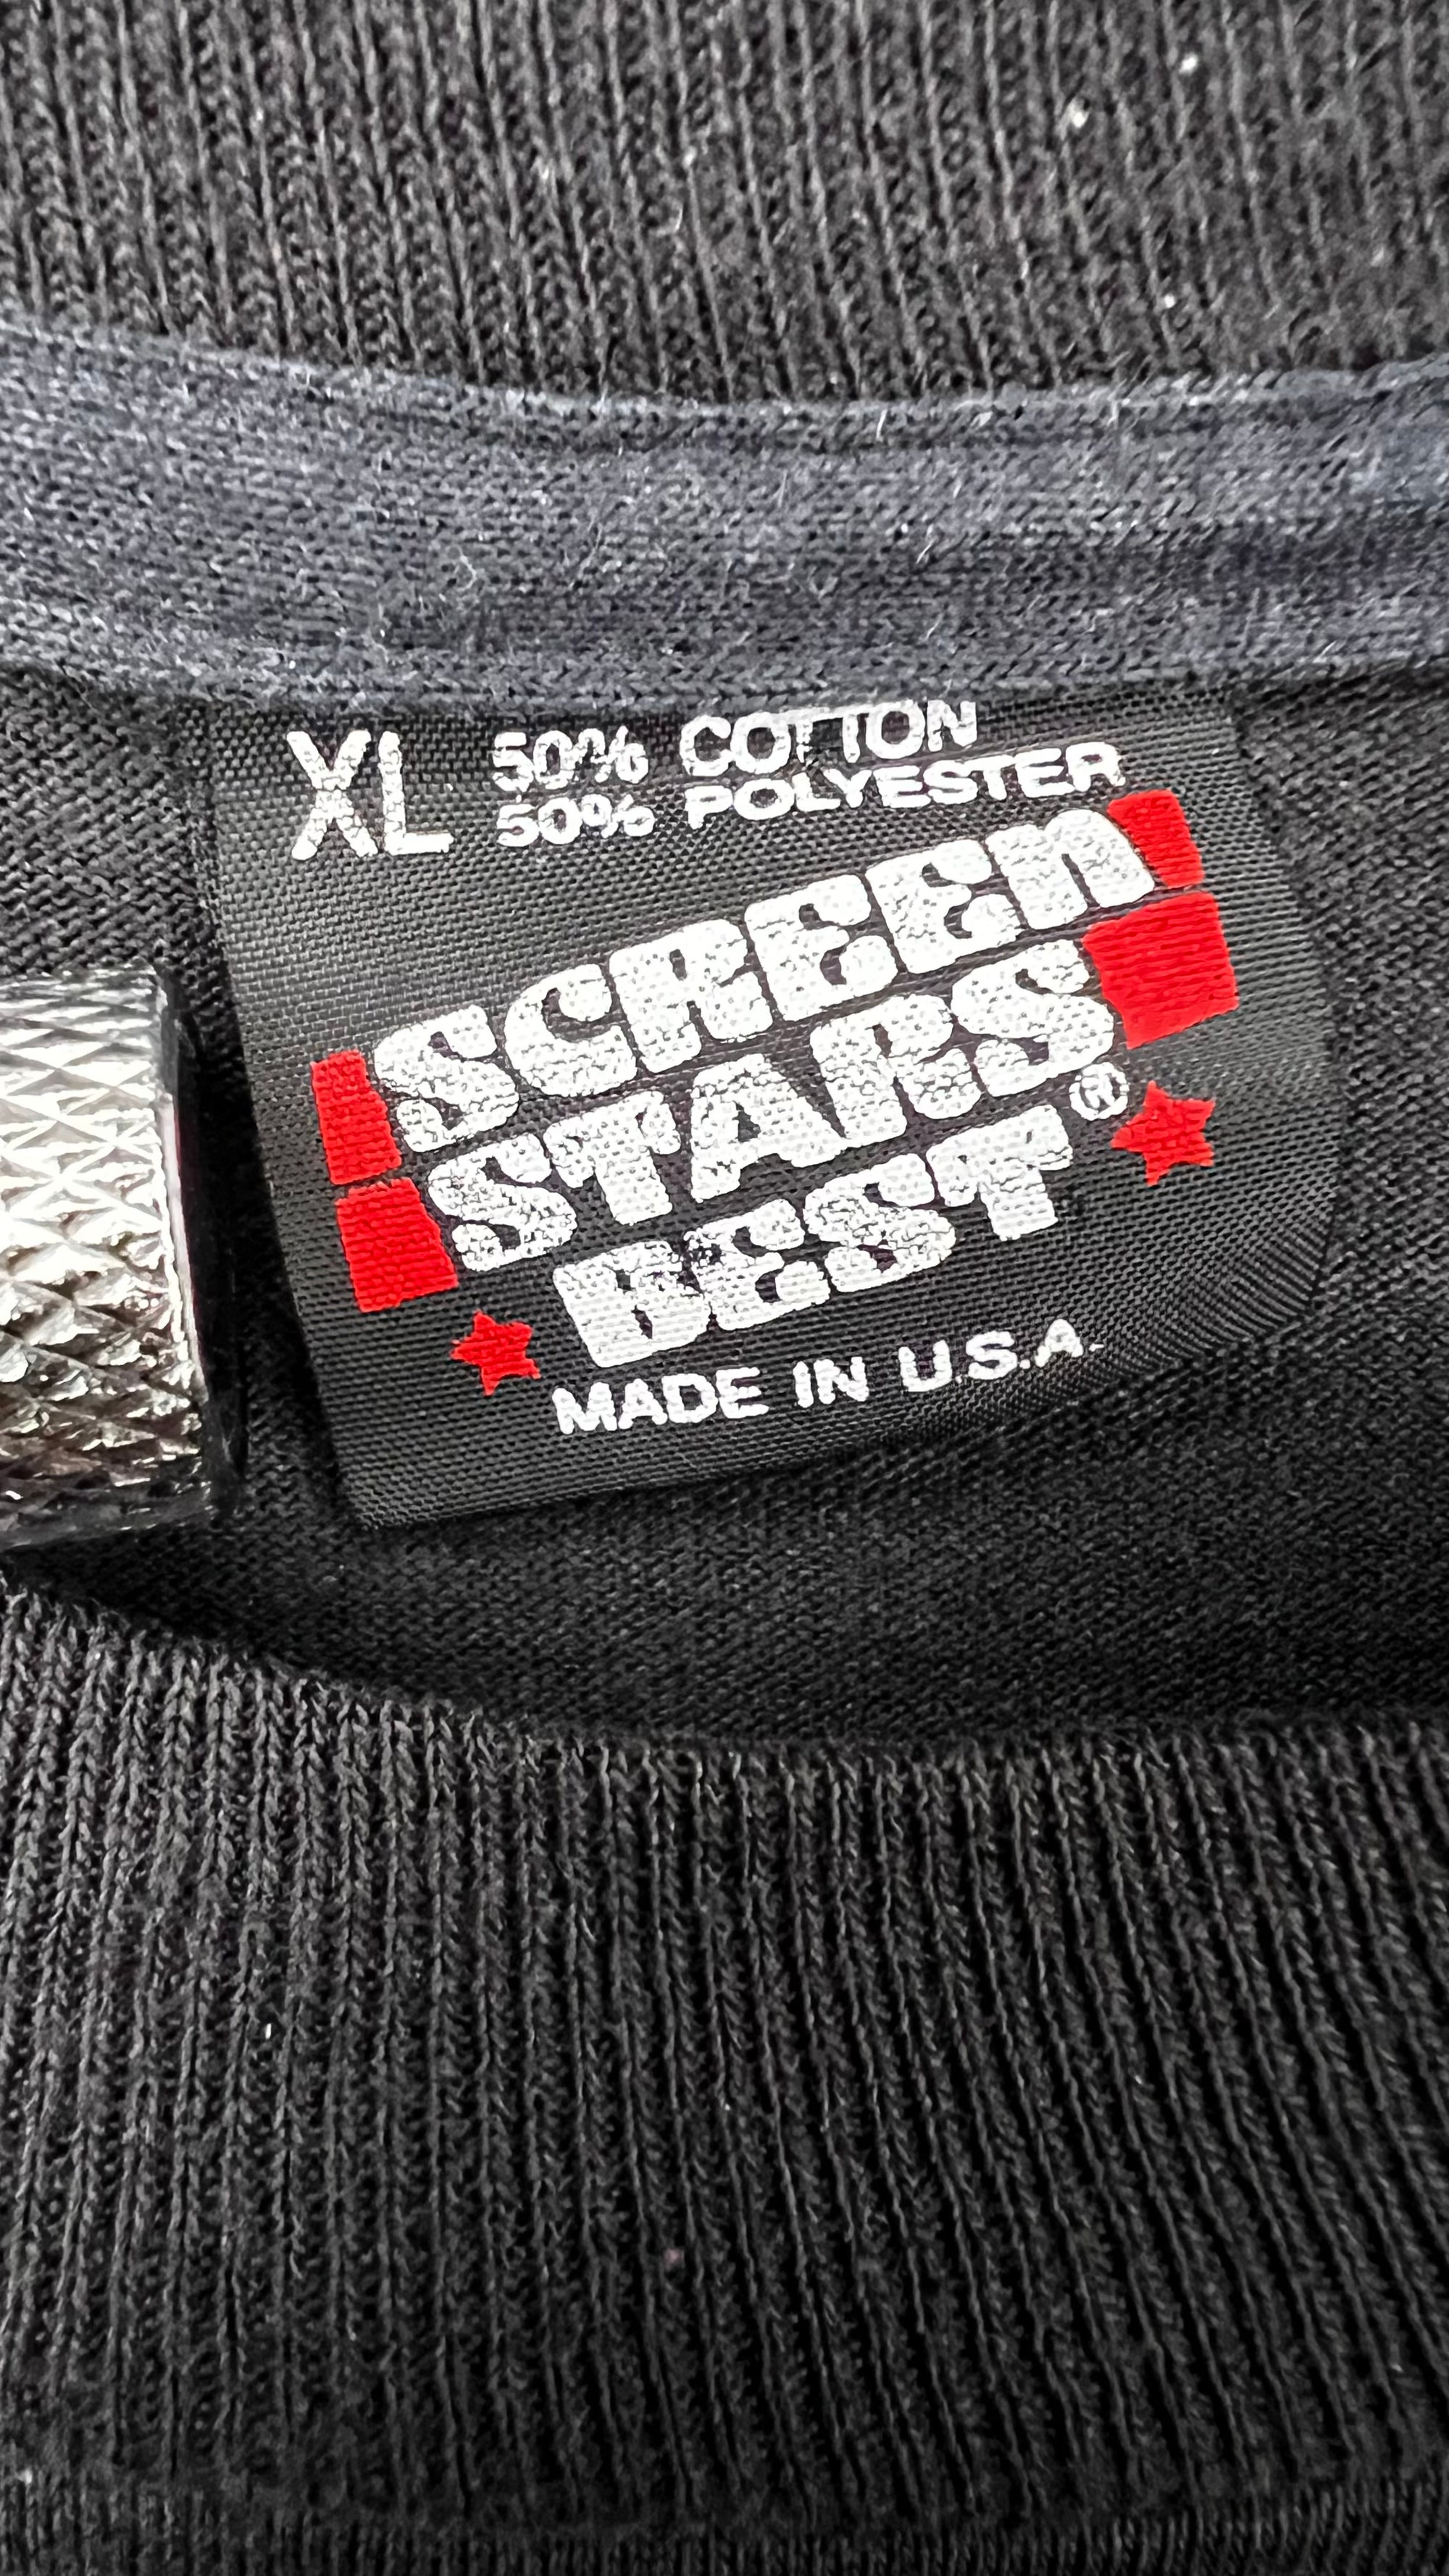 XL 50% COTTON
50% POLYESTER
SCREEN
STARS
BEST®
MADE IN U.S.A.